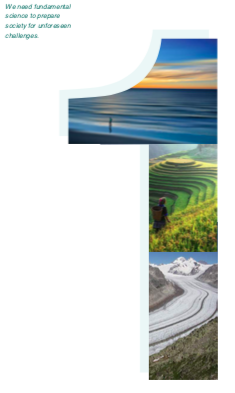 We need fundamental
science to prepare
society for unforeseen
challenges.